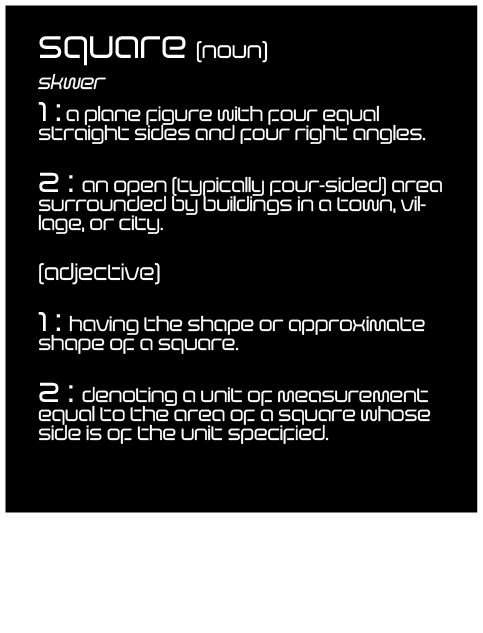 square (noun)
skwer
1 : a plane figure with four equal
straight sides and four right angles.
2 : an open (typically four-sided) area
surrounded by buildings in a town, vil-
lage, or city.
(adjective)
1 : having the shape or approximate
shape of a square.
2 : denoting a unit of measurement
equal to the area of a square whose
side is of the unit specified.